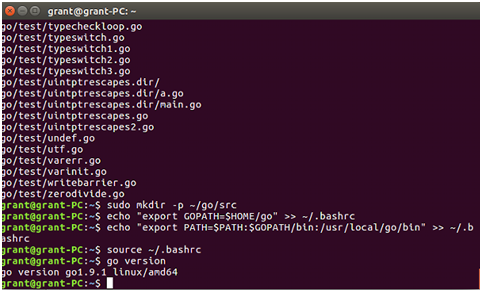 grant@grant-PC: ~
go/test/typecheckloop.go
go/test/typeswitch.go
go/test/typeswitch1.go
go/test/typeswitch2.go
go/test/typeswitch3.go
go/test/uintptrescapes.dir/
go/test/uintptrescapes.dir/a.go
go/test/uintptrescapes.dir/main.go
go/test/uintptrescapes.go
go/test/uintptrescapes2.go
go/test/undef.go
go/test/utf.go
go/test/varerr.go
go/test/varinit.go
go/test/writebarrier.go
go/test/zerodivide.go
grant@grant-PC:~$ sudo mkdir -p ~/go/src
grant@grant-PC:~$ echo "export GOPATH=$HOME/go" >> ~/.bashrc
grant@grant-PC:~$ echo "export PATH=$PATH:$GOPATH/bin:/usr/local/go/bin" >> ~/.b
ashrc
grant@grant-PC:~$ source ~/.bashrc
grant@grant-PC:~$ go version
go version go1.9.1 linux/amd64
grant@grant-PC:~$